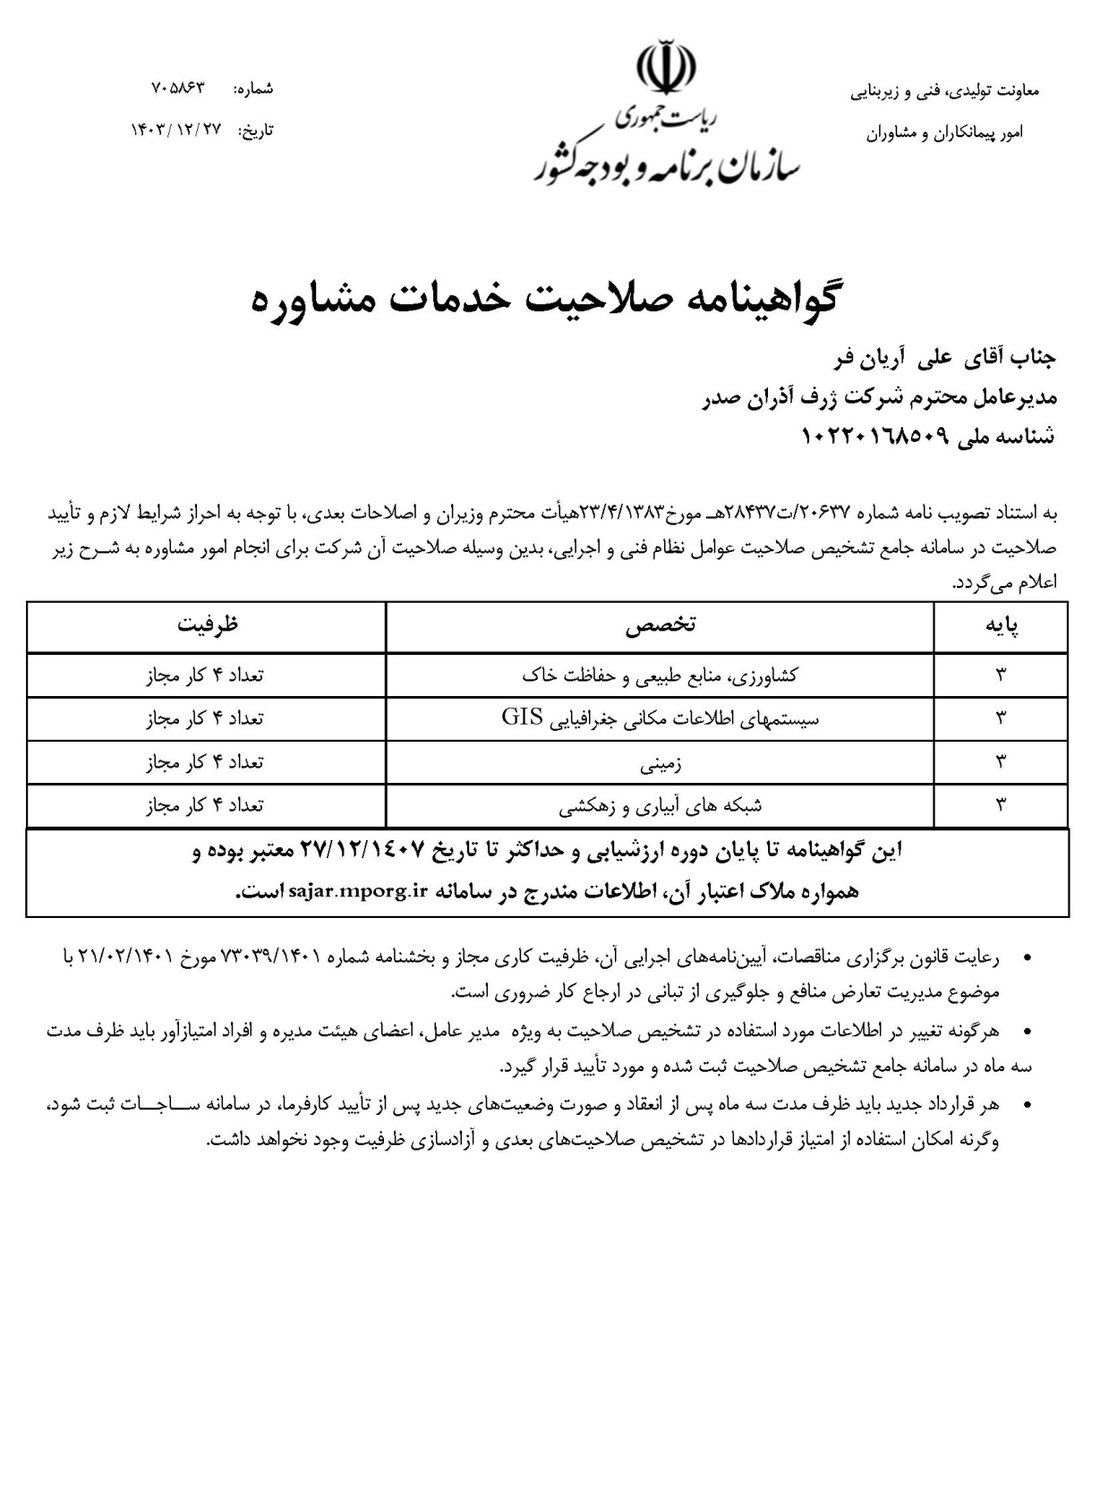 معاونت تولیدی، فنی و زیربنایی
امور پیمانکاران و مشاوران
ریاست جمهوری
سازمان برنامه و بودجه کشور
شماره: ۷۰۵۸۶۳
تاریخ: ۱۴۰۳/۱۲/۲۷
گواهینامه صلاحیت خدمات مشاوره
جناب آقای علی آریان فر
مدیرعامل محترم شرکت ژرف آذران صدر
شناسه ملی ۱۰۲۲۰۱۶۸۵۰۹
به استناد تصویب نامه شماره ۲۰۶۳۷/ت۲۸۴۳۷هـ مورخ۲۳/۴/۱۳۸۳هیأت محترم وزیران و اصلاحات بعدی، با توجه به احراز شرایط لازم و تأیید
صلاحیت در سامانه جامع تشخیص صلاحیت عوامل نظام فنی و اجرایی، بدین وسیله صلاحیت آن شرکت برای انجام امور مشاوره به شـرح زیر
اعلام می‌گردد.
پایه تخصص ظرفیت
۳ کشاورزی، منابع طبیعی و حفاظت خاک تعداد ۴ کار مجاز
۳ سیستمهای اطلاعات مکانی جغرافیایی GIS تعداد ۴ کار مجاز
۳ زمینی تعداد ۴ کار مجاز
۳ شبکه های آبیاری و زهکشی تعداد ۴ کار مجاز
این گواهینامه تا پایان دوره ارزشیابی و حداکثر تا تاریخ ۲۷/۱۲/۱۴۰۷ معتبر بوده و
همواره ملاک اعتبار آن، اطلاعات مندرج در سامانه sajar.mporg.ir است.
• رعایت قانون برگزاری مناقصات، آیین‌نامه‌های اجرایی آن، ظرفیت کاری مجاز و بخشنامه شماره ۷۳۰۳۹/۱۴۰۱ مورخ ۲۱/۰۲/۱۴۰۱ با
موضوع مدیریت تعارض منافع و جلوگیری از تبانی در ارجاع کار ضروری است.
• هرگونه تغییر در اطلاعات مورد استفاده در تشخیص صلاحیت به ویژه مدیر عامل، اعضای هیئت مدیره و افراد امتیازآور باید ظرف مدت
سه ماه در سامانه جامع تشخیص صلاحیت ثبت شده و مورد تأیید قرار گیرد.
• هر قرارداد جدید باید ظرف مدت سه ماه پس از انعقاد و صورت وضعیت‌های جدید پس از تأیید کارفرما، در سامانه ســاجــات ثبت شود،
وگرنه امکان استفاده از امتیاز قراردادها در تشخیص صلاحیت‌های بعدی و آزادسازی ظرفیت وجود نخواهد داشت.